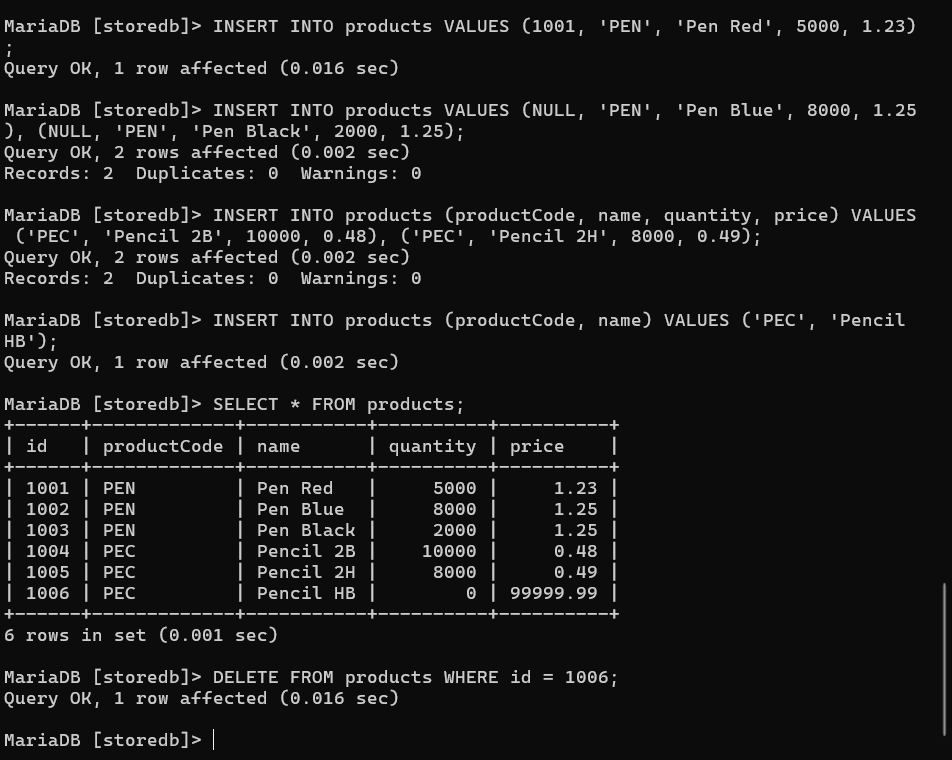 MariaDB [storedb]> INSERT INTO products VALUES (1001, 'PEN', 'Pen Red', 5000, 1.23)
;
Query OK, 1 row affected (0.016 sec)

MariaDB [storedb]> INSERT INTO products VALUES (NULL, 'PEN', 'Pen Blue', 8000, 1.25
), (NULL, 'PEN', 'Pen Black', 2000, 1.25);
Query OK, 2 rows affected (0.002 sec)
Records: 2  Duplicates: 0  Warnings: 0

MariaDB [storedb]> INSERT INTO products (productCode, name, quantity, price) VALUES
 ('PEC', 'Pencil 2B', 10000, 0.48), ('PEC', 'Pencil 2H', 8000, 0.49);
Query OK, 2 rows affected (0.002 sec)
Records: 2  Duplicates: 0  Warnings: 0

MariaDB [storedb]> INSERT INTO products (productCode, name) VALUES ('PEC', 'Pencil
HB');
Query OK, 1 row affected (0.002 sec)

MariaDB [storedb]> SELECT * FROM products;
+------+-------------+-----------+----------+----------+
| id   | productCode | name      | quantity | price    |
+------+-------------+-----------+----------+----------+
| 1001 | PEN         | Pen Red   |     5000 |     1.23 |
| 1002 | PEN         | Pen Blue  |     8000 |     1.25 |
| 1003 | PEN         | Pen Black |     2000 |     1.25 |
| 1004 | PEC         | Pencil 2B |    10000 |     0.48 |
| 1005 | PEC         | Pencil 2H |     8000 |     0.49 |
| 1006 | PEC         | Pencil HB |        0 | 99999.99 |
+------+-------------+-----------+----------+----------+
6 rows in set (0.001 sec)

MariaDB [storedb]> DELETE FROM products WHERE id = 1006;
Query OK, 1 row affected (0.016 sec)

MariaDB [storedb]>